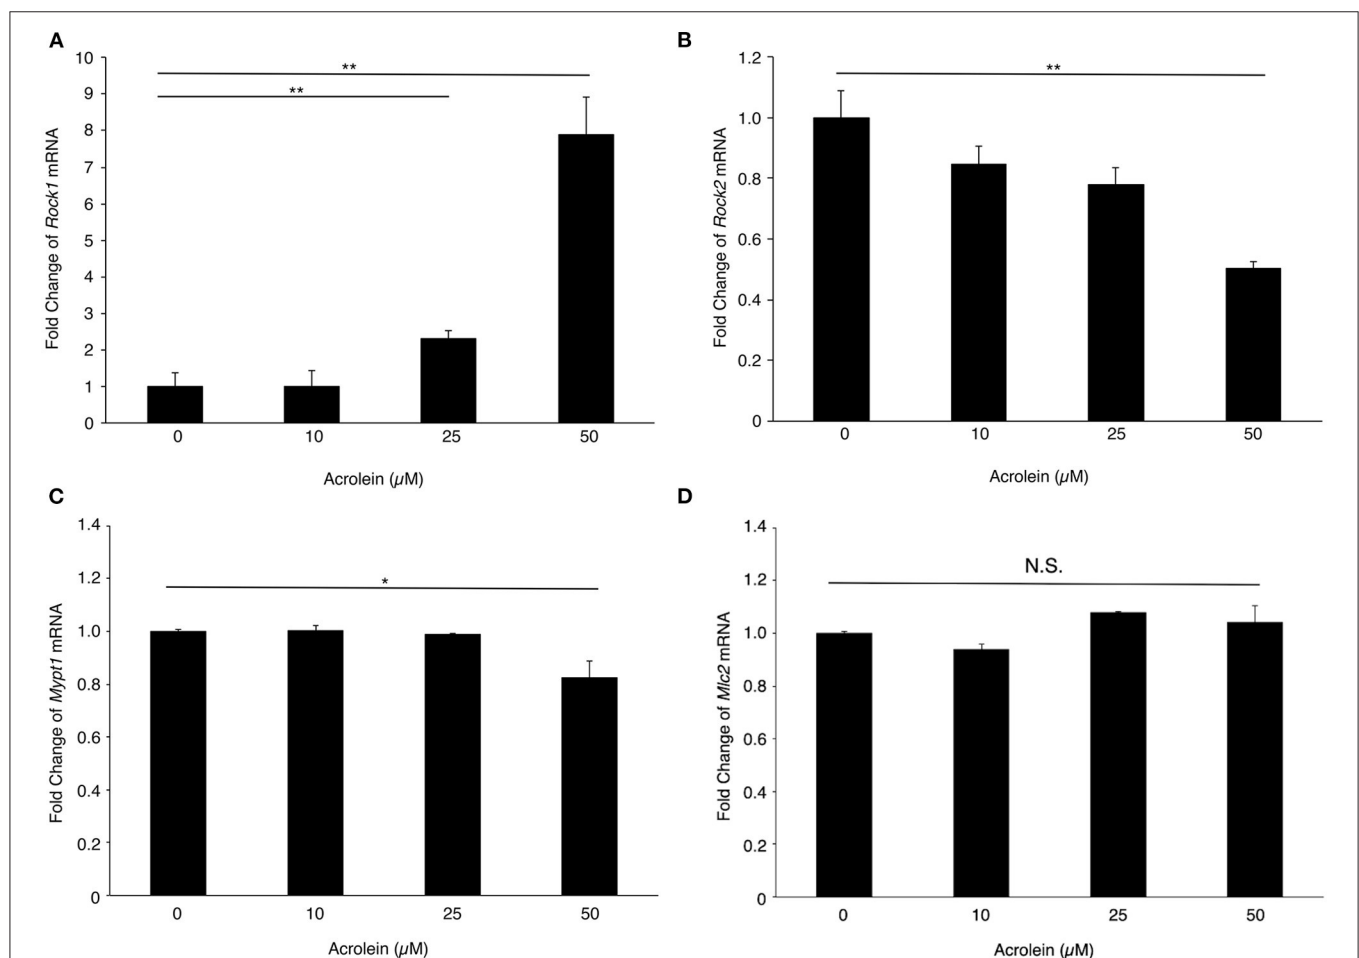 A
Fold Change of Rock1 mRNA
10
9
8
7
6
5
4
3
2
1
0
**
**
0 10 25 50
Acrolein (µM)
B
Fold Change of Rock2 mRNA
1.2
1.0
0.8
0.6
0.4
0.2
0
**
0 10 25 50
Acrolein (µM)
C
Fold Change of Mypt1 mRNA
1.4
1.2
1.0
0.8
0.6
0.4
0.2
0
*
0 10 25 50
Acrolein (µM)
D
Fold Change of Mlc2 mRNA
1.4
1.2
1.0
0.8
0.6
0.4
0.2
0
N.S.
0 10 25 50
Acrolein (µM)